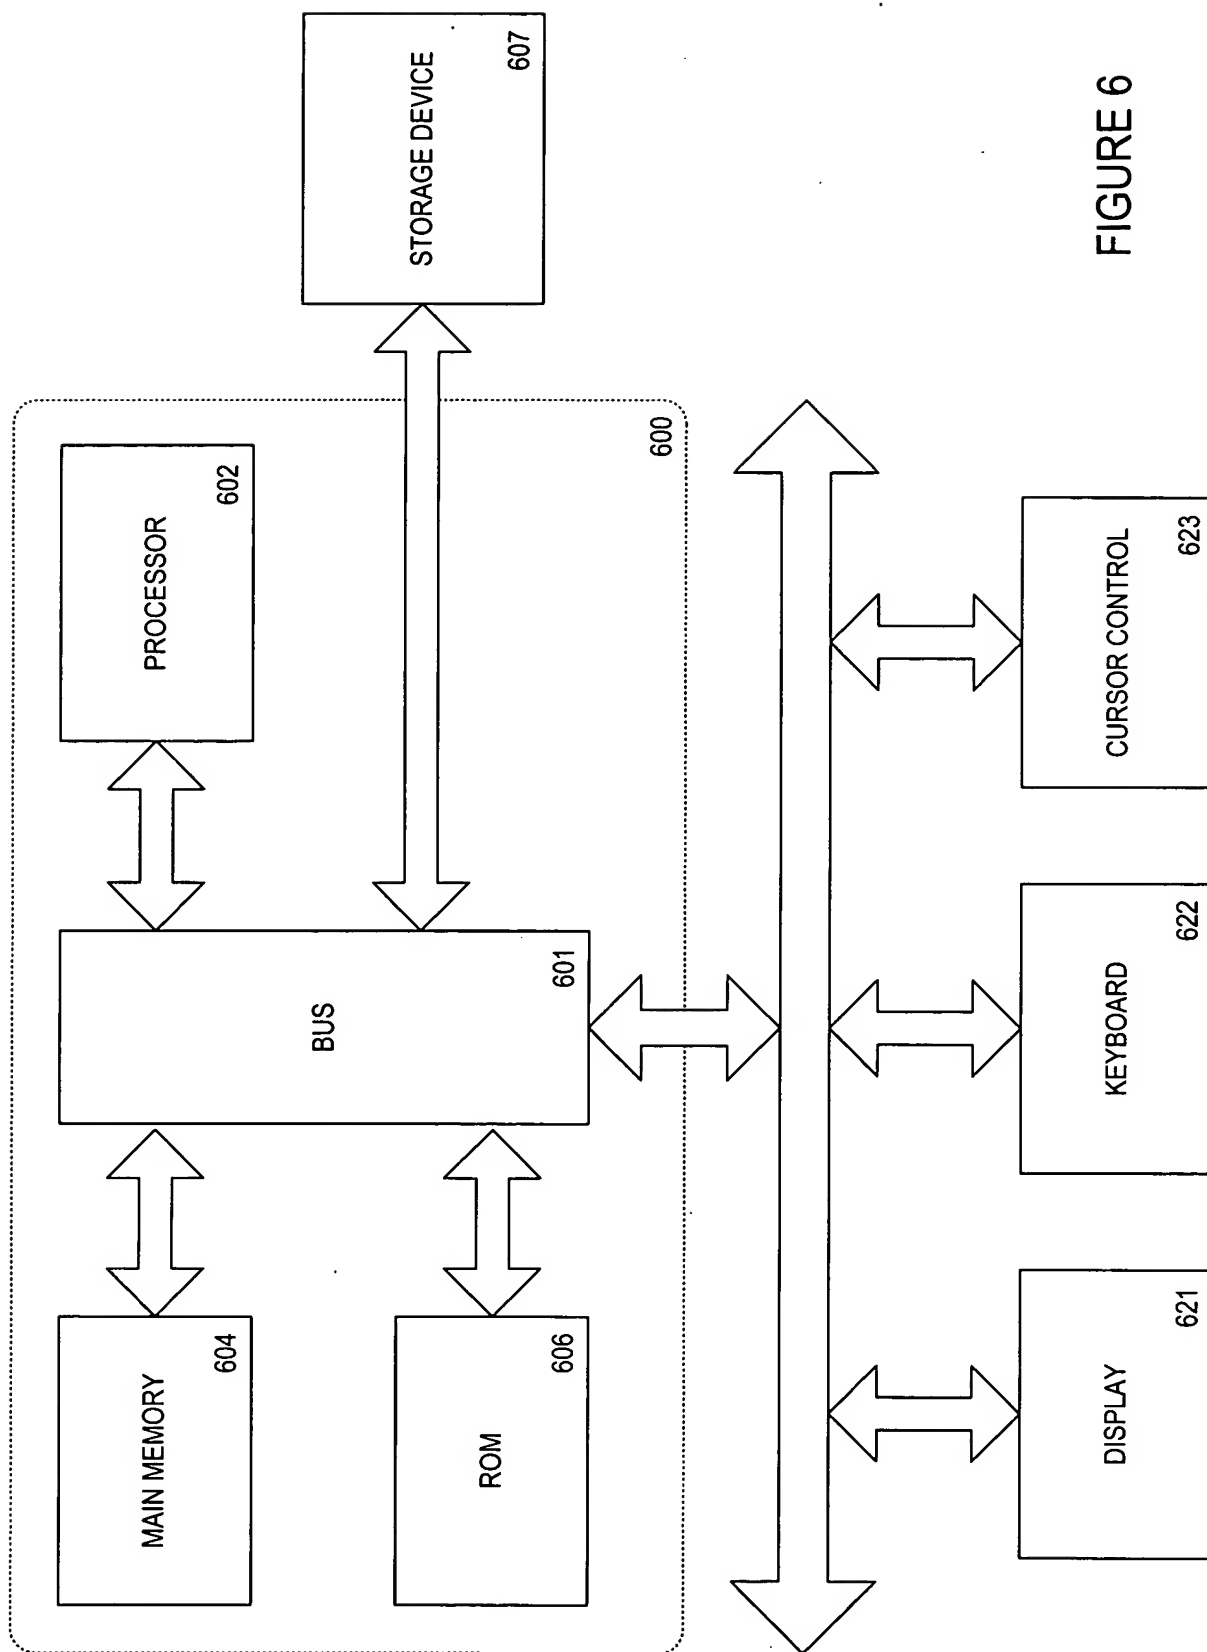 MAIN MEMORY
604
BUS
601
PROCESSOR
602
ROM
606
STORAGE DEVICE
607
600
DISPLAY
621
KEYBOARD
622
CURSOR CONTROL
623
FIGURE 6